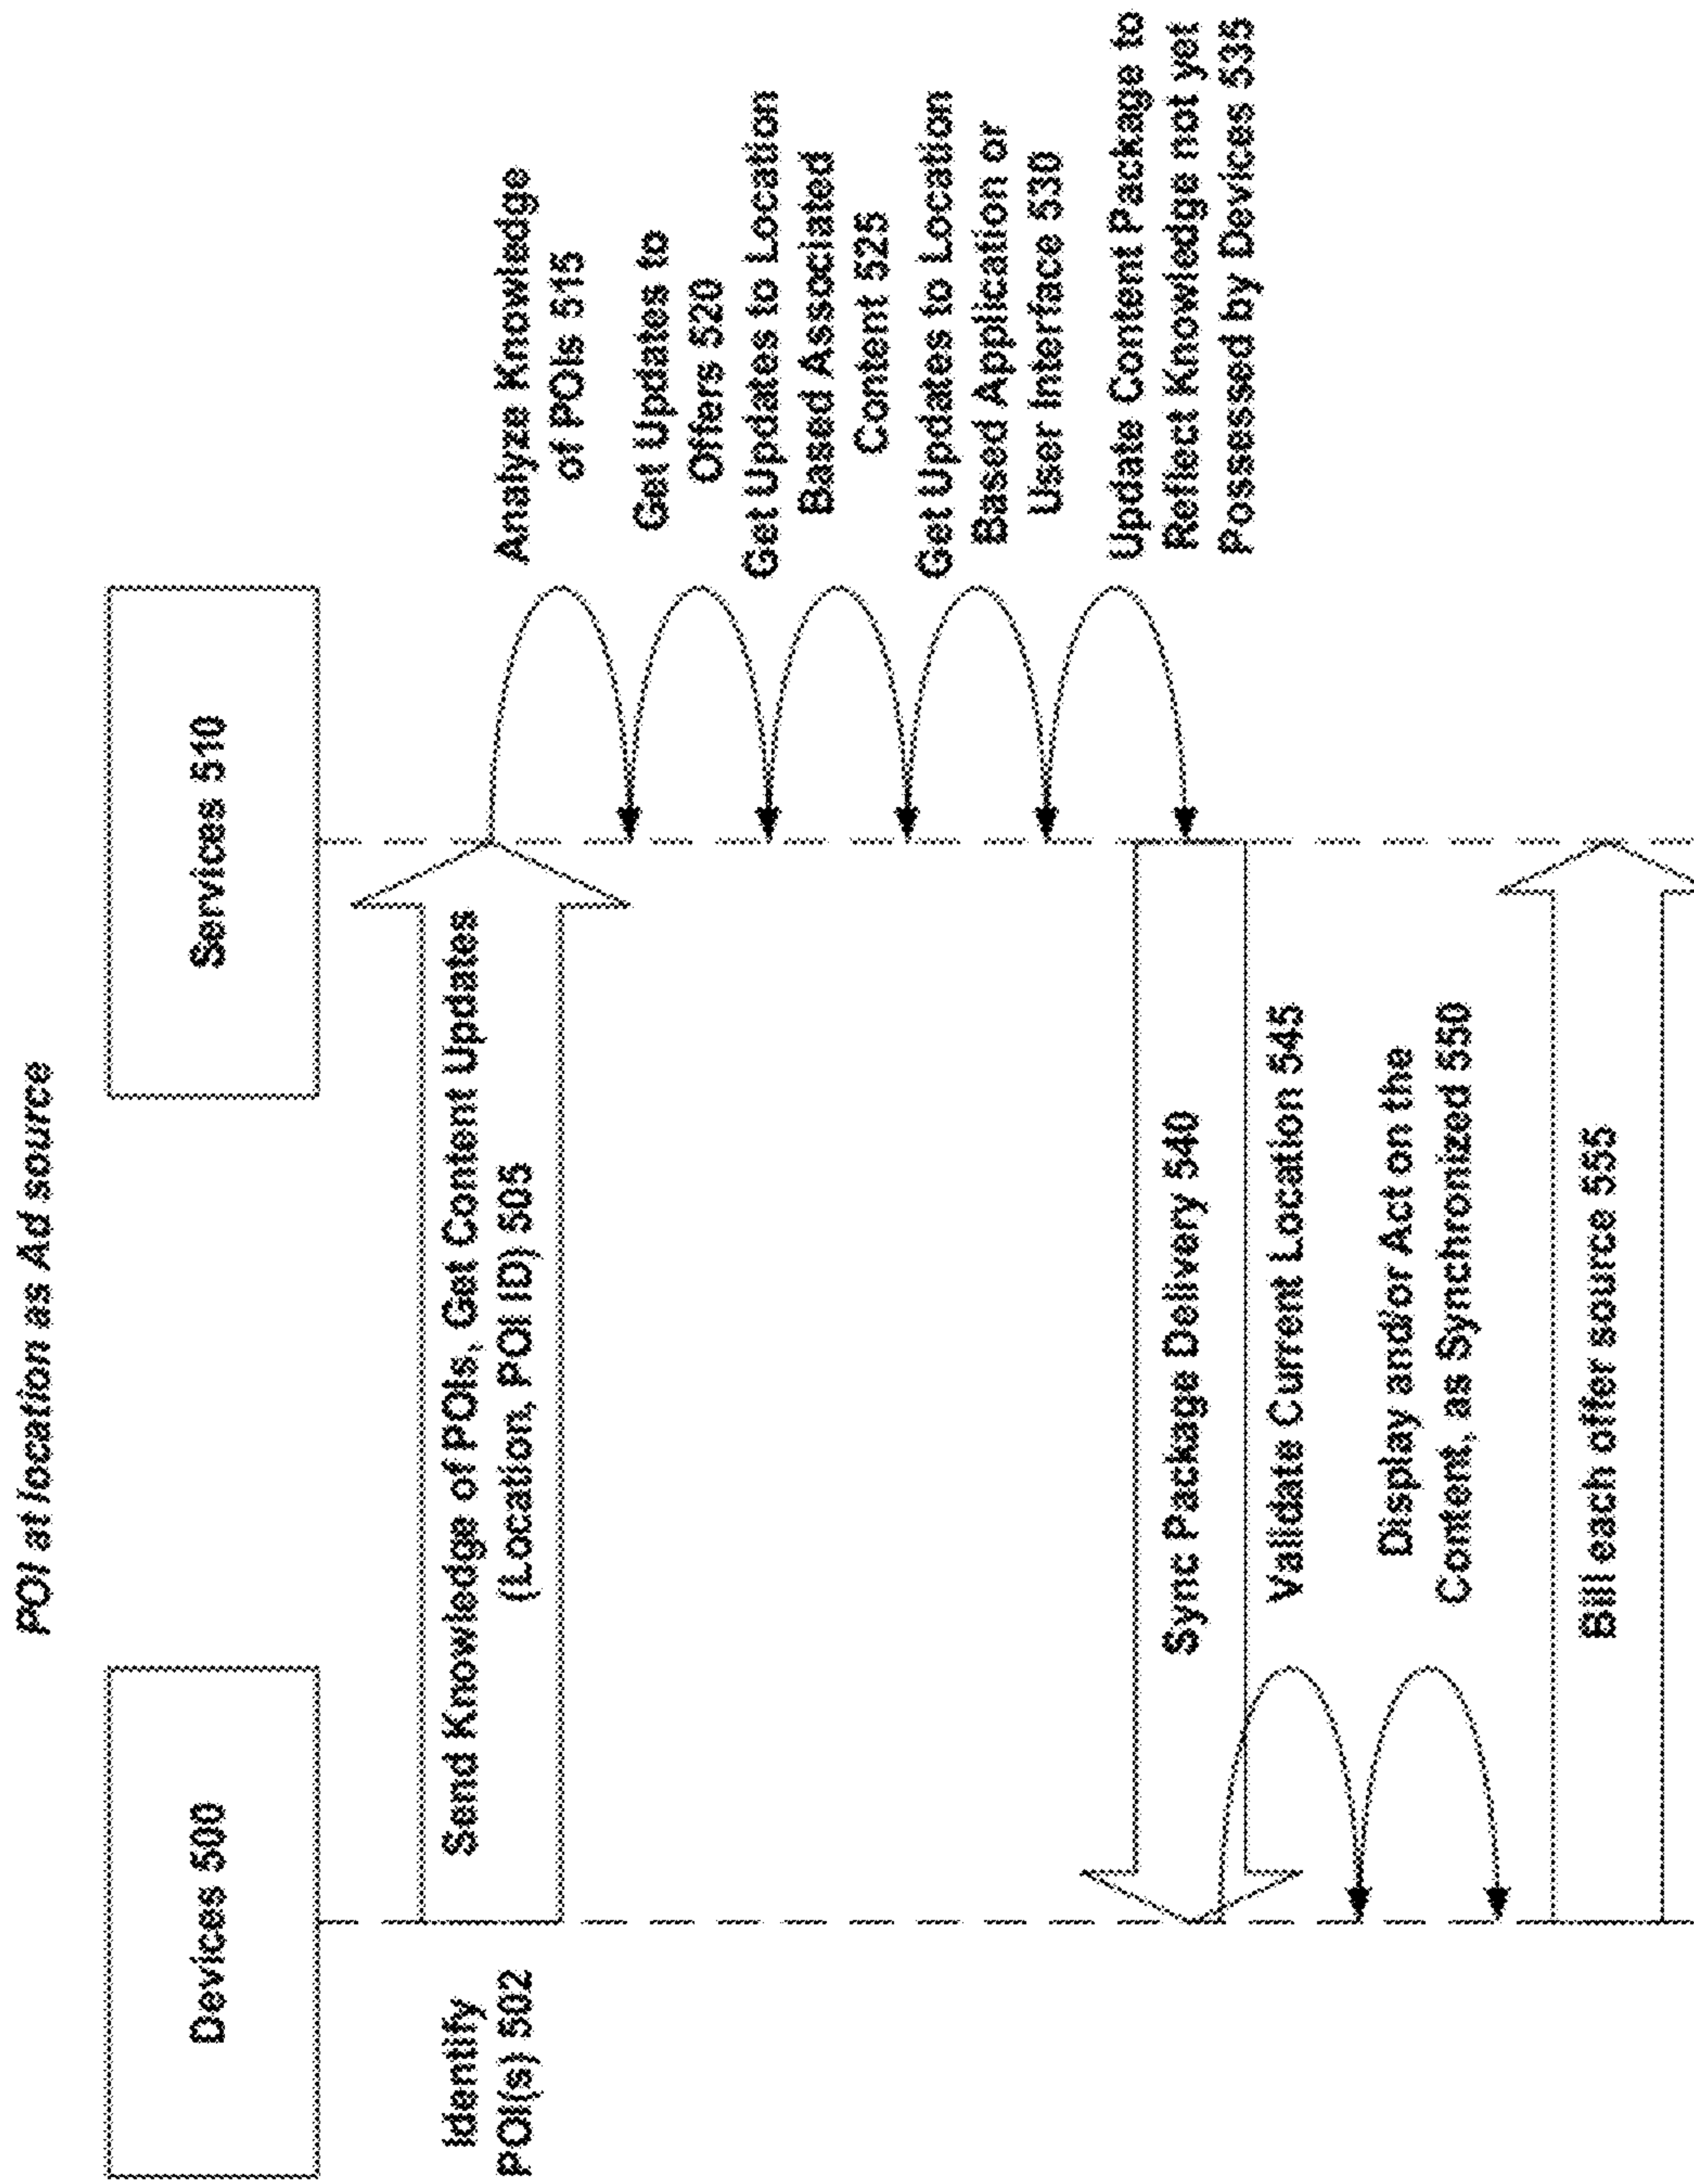 POI at location as Ad source
Devices 500
Services 510
Identify
POI(s) 502
Send Knowledge of POIs, Get Content Updates
(Location, POI ID) 505
Analyze Knowledge
of POIs 515
Get Updates to
Offers 520
Get Updates to Location
Based Associated
Content 525
Get Updates to Location
Based Application or
User Interface 530
Update Content Package to
Reflect Knowledge not yet
Possessed by Devices 535
Sync Package Delivery 540
Validate Current Location 545
Display and/or Act on the
Content, as Synchronized 550
Bill each offer source 555